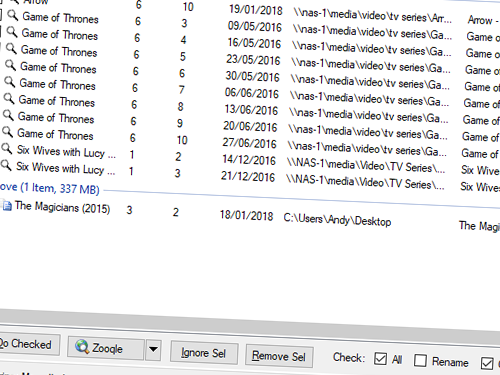 Arrow 6 10 19/01/2018 \\nas-1\media\video\tv series\Arr... Arrow -
Game of Thrones 6 3 09/05/2016 \\nas-1\media\video\tv series\Ga... Game of
Game of Thrones 6 4 16/05/2016 \\nas-1\media\video\tv series\Ga... Game of
Game of Thrones 6 5 23/05/2016 \\nas-1\media\video\tv series\Ga... Game of
Game of Thrones 6 6 30/05/2016 \\nas-1\media\video\tv series\Ga... Game of
Game of Thrones 6 7 06/06/2016 \\nas-1\media\video\tv series\Ga... Game of
Game of Thrones 6 8 13/06/2016 \\nas-1\media\video\tv series\Ga... Game of
Game of Thrones 6 9 20/06/2016 \\nas-1\media\video\tv series\Ga... Game of
Game of Thrones 6 10 27/06/2016 \\nas-1\media\video\tv series\Ga... Game of
Six Wives with Lucy ... 1 2 14/12/2016 \\NAS-1\media\Video\TV Series\... Six Wives
Six Wives with Lucy ... 1 3 21/12/2016 \\NAS-1\media\Video\TV Series\... Six Wives
ove (1 Item, 337 MB)
The Magicians (2015) 3 2 18/01/2018 C:\Users\Andy\Desktop The Magic
Do Checked Zooqle Ignore Sel Remove Sel Check: All Rename